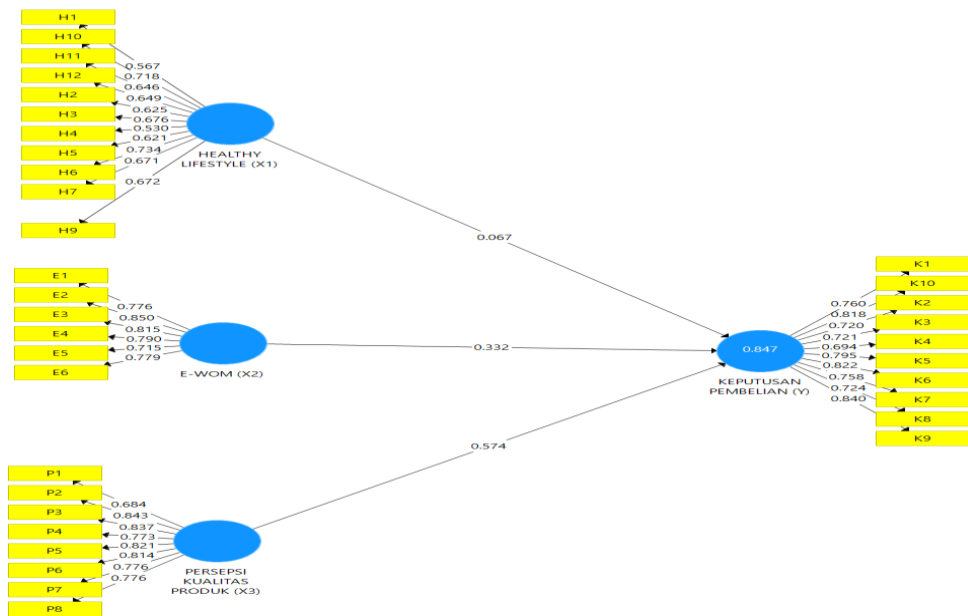 H1
H10
H11
H12
H2
H3
H4
H5
H6
H7
H9
0.567
0.718
0.646
0.649
0.625
0.676
0.530
0.621
0.734
0.671
0.672
HEALTHY
LIFESTYLE (X1)
0.067
E1
E2
E3
E4
E5
E6
0.776
0.850
0.815
0.790
0.715
0.779
E-WOM (X2)
0.332
P1
P2
P3
P4
P5
P6
P7
P8
0.684
0.843
0.837
0.773
0.821
0.814
0.776
0.776
PERSEPSI
KUALITAS
PRODUK (X3)
0.574
0.847
KEPUTUSAN
PEMBELIAN (Y)
0.760
0.818
0.720
0.721
0.694
0.795
0.822
0.758
0.724
0.840
K1
K10
K2
K3
K4
K5
K6
K7
K8
K9